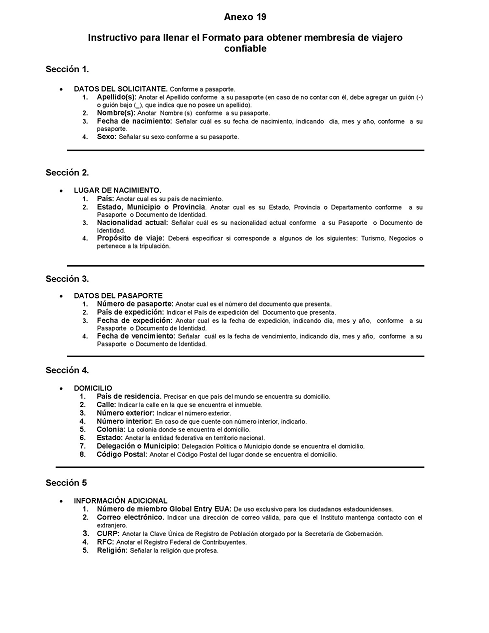 Anexo 19
Instructivo para llenar el Formato para obtener membresía de viajero
confiable
Sección 1.
• DATOS DEL SOLICITANTE. Conforme a pasaporte.
1. Apellido(s): Anotar el Apellido conforme a su pasaporte (en caso de no contar con él, debe agregar un guión (-)
o guión bajo (_), que indica que no posee un apellido).
2. Nombre(s): Anotar Nombre (s) conforme a su pasaporte.
3. Fecha de nacimiento: Señalar cuál es su fecha de nacimiento, indicando día, mes y año, conforme a su
pasaporte.
4. Sexo: Señalar su sexo conforme a su pasaporte.
Sección 2.
• LUGAR DE NACIMIENTO.
1. País: Anotar cual es su país de nacimiento.
2. Estado, Municipio o Provincia. Anotar cual es su Estado, Provincia o Departamento conforme a su
Pasaporte o Documento de Identidad.
3. Nacionalidad actual: Señalar cuál es su nacionalidad actual conforme a su Pasaporte o Documento de
Identidad.
4. Propósito de viaje: Deberá especificar si corresponde a algunos de los siguientes: Turismo, Negocios o
pertenece a la tripulación.
Sección 3.
• DATOS DEL PASAPORTE
1. Número de pasaporte: Anotar cual es el número del documento que presenta.
2. País de expedición: Indicar el País de expedición del Documento que presenta.
3. Fecha de expedición: Anotar cual es la fecha de expedición, indicando día, mes y año, conforme a su
Pasaporte o Documento de Identidad.
4. Fecha de vencimiento: Señalar cuál es la fecha de vencimiento, indicando día, mes y año, conforme a su
Pasaporte o Documento de Identidad.
Sección 4.
• DOMICILIO
1. País de residencia. Precisar en que país del mundo se encuentra su domicilio.
2. Calle: Indicar la calle en la que se encuentra el inmueble.
3. Número exterior: Indicar el número exterior.
4. Número interior: En caso de que cuente con número interior, indicarlo.
5. Colonia: La colonia donde se encuentra el domicilio.
6. Estado: Anotar la entidad federativa en territorio nacional.
7. Delegación o Municipio: Delegación Política o Municipio donde se encuentra el domicilio.
8. Código Postal: Anotar el Código Postal del lugar donde se encuentra el domicilio.
Sección 5
• INFORMACIÓN ADICIONAL
1. Número de miembro Global Entry EUA: De uso exclusivo para los ciudadanos estadounidenses.
2. Correo electrónico. Indicar una dirección de correo válida, para que el Instituto mantenga contacto con el
extranjero.
3. CURP: Anotar la Clave Única de Registro de Población otorgado por la Secretaría de Gobernación.
4. RFC: Anotar el Registro Federal de Contribuyentes.
5. Religión: Señalar la religión que profesa.